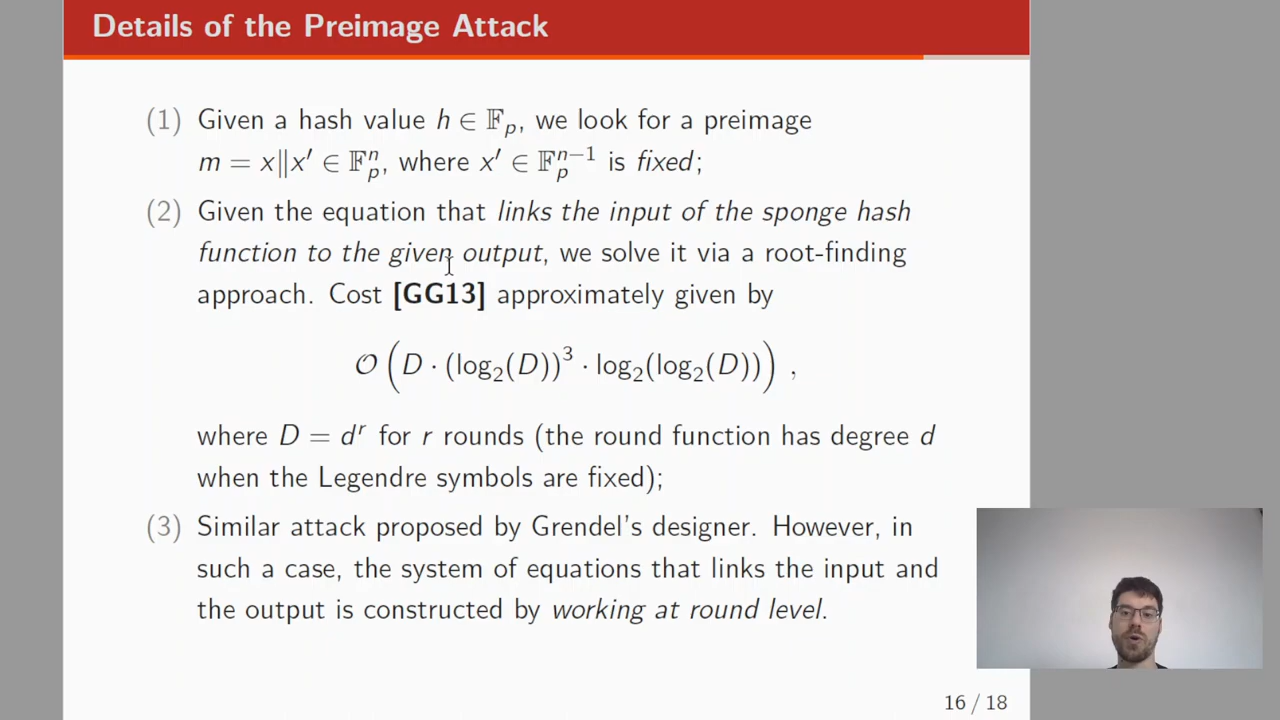 Details of the Preimage Attack
(1) Given a hash value h ∈ 𝔽_p, we look for a preimage
m = x∥x′ ∈ 𝔽_p^n, where x′ ∈ 𝔽_p^{n−1} is fixed;
(2) Given the equation that links the input of the sponge hash
function to the given output, we solve it via a root-finding
approach. Cost [GG13] approximately given by
𝒪(D · (log₂(D))³ · log₂(log₂(D))) ,
where D = d^r for r rounds (the round function has degree d
when the Legendre symbols are fixed);
(3) Similar attack proposed by Grendel's designer. However, in
such a case, the system of equations that links the input and
the output is constructed by working at round level.
16 / 18